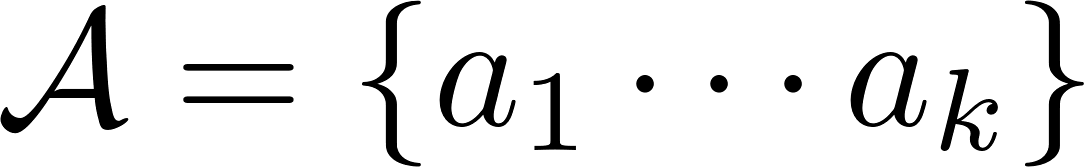 𝒜 = {a₁ ⋯ aₖ}